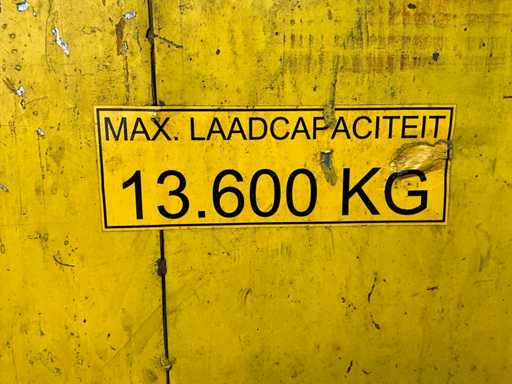 MAX. LAADCAPACITEIT
13.600 KG